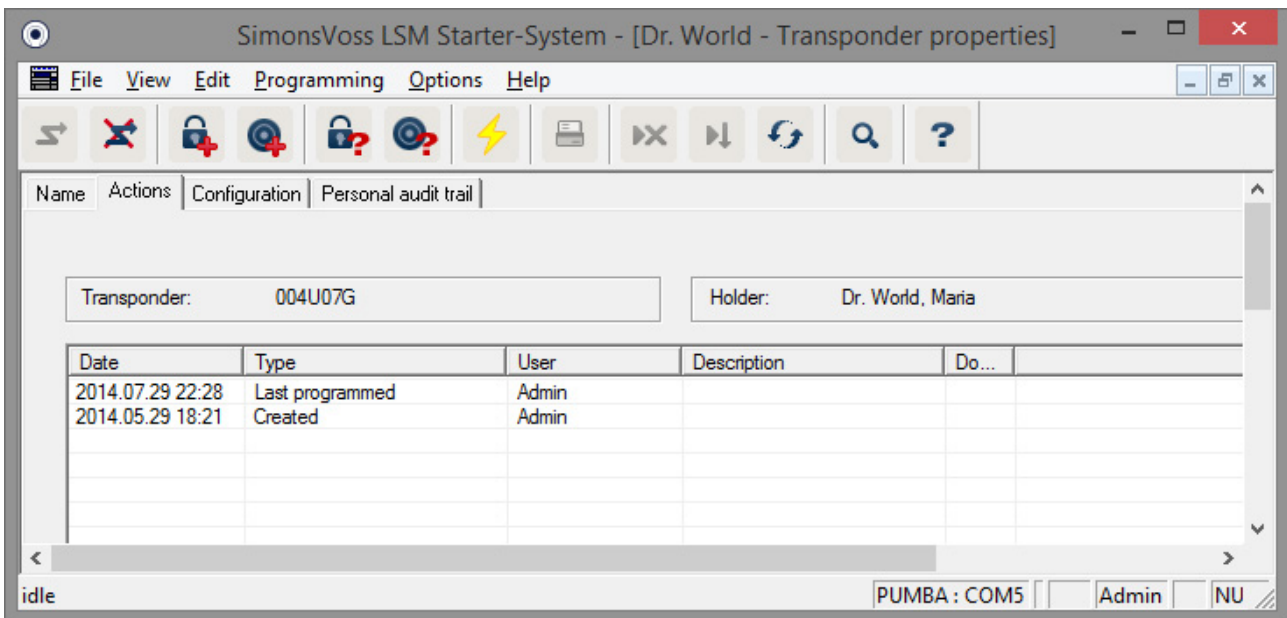 SimonsVoss LSM Starter-System - [Dr. World - Transponder properties]
File View Edit Programming Options Help
Name Actions Configuration Personal audit trail
Transponder: 004U07G Holder: Dr. World, Maria
Date Type User Description Do...
2014.07.29 22:28 Last programmed Admin
2014.05.29 18:21 Created Admin
idle PUMBA : COM5 Admin NU